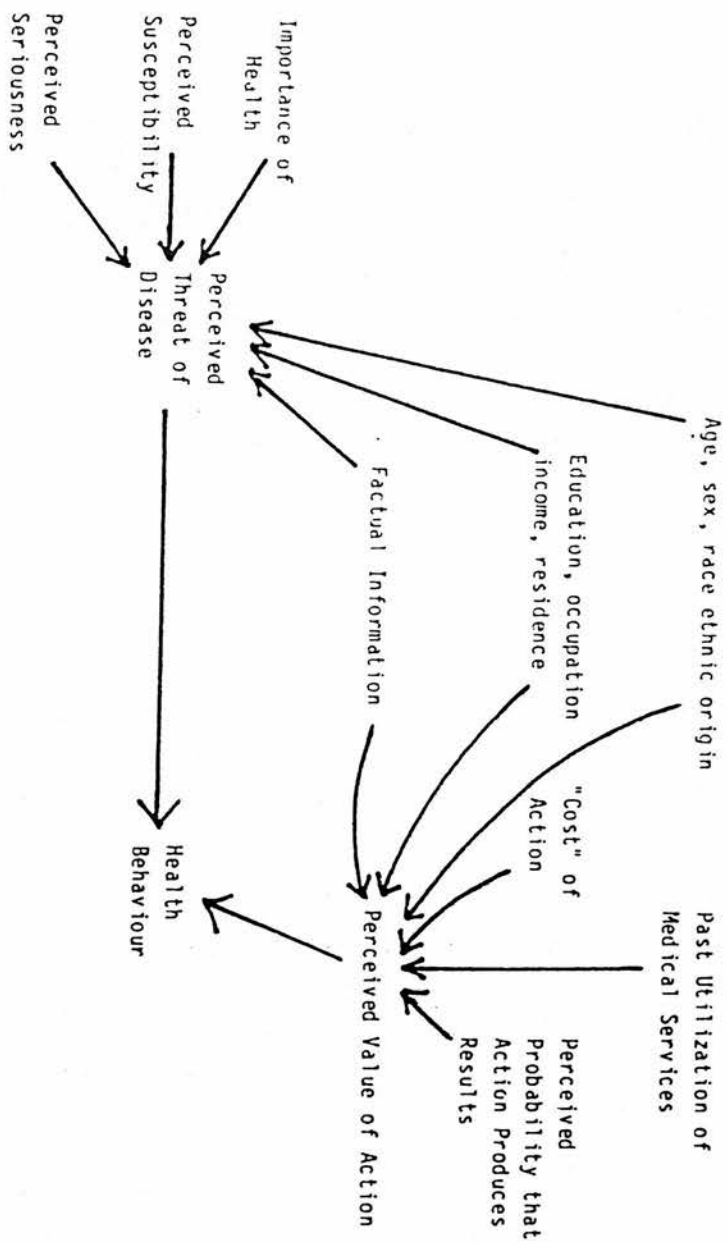 Age, sex, race ethnic origin
Past Utilization of
Medical Services
Education, occupation
income, residence
"Cost" of
Action
Perceived
Probability that
Action Produces
Results
Factual Information
Perceived Value of Action
Importance of
Health
Perceived
Susceptibility
Perceived
Seriousness
Perceived
Threat of
Disease
Health
Behaviour